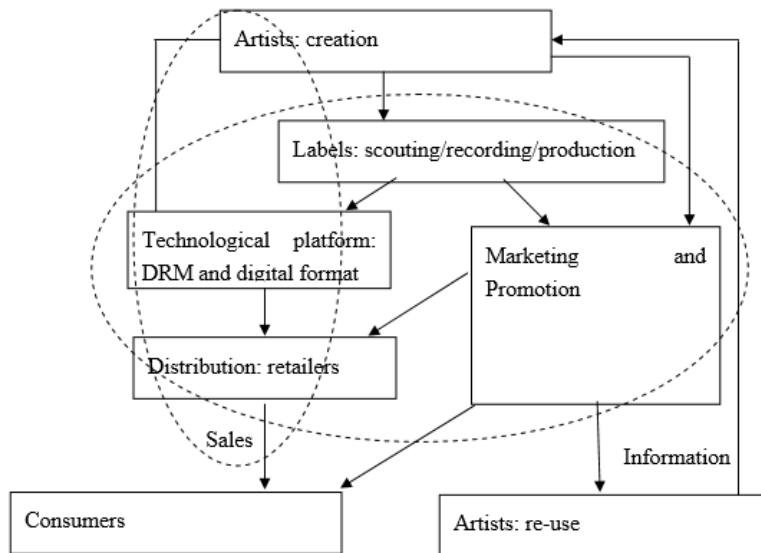 Artists: creation
Labels: scouting/recording/production
Technological platform:
DRM and digital format
Marketing and
Promotion
Distribution: retailers
Sales
Information
Consumers
Artists: re-use